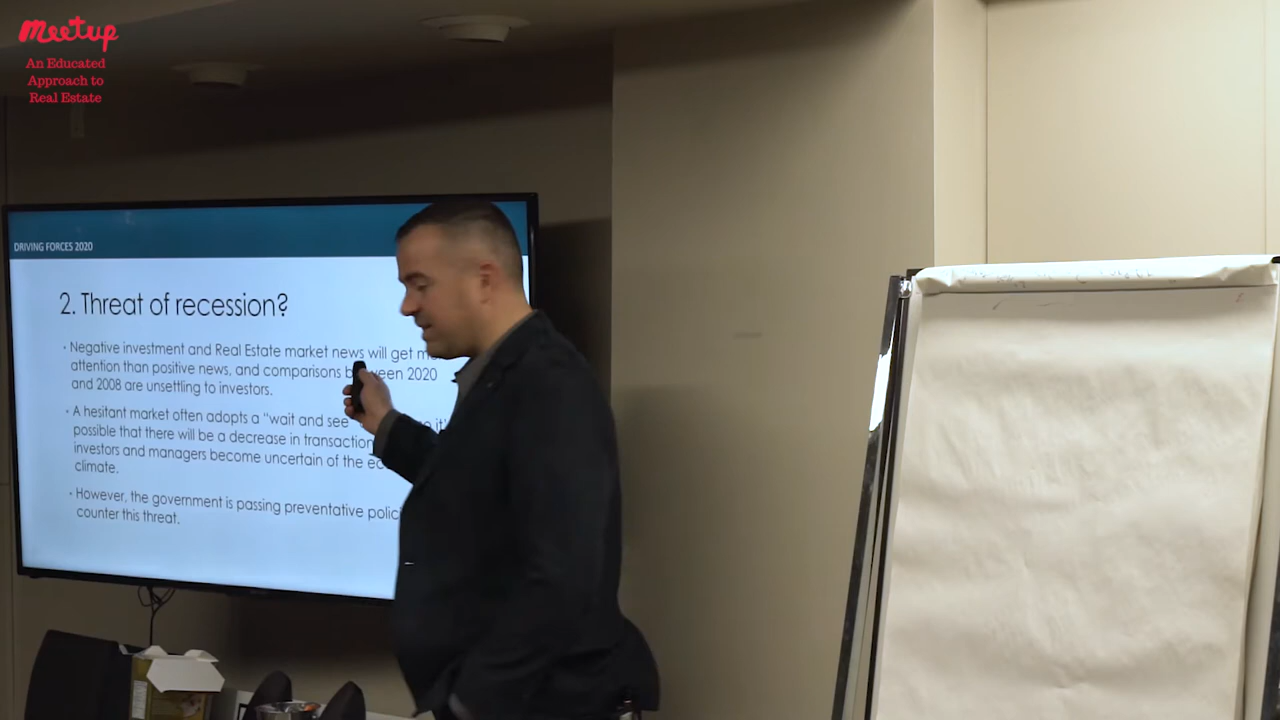 Meetup
An Educated
Approach to
Real Estate
DRIVING FORCES 2020
2. Threat of recession?
• Negative investment and Real Estate market news will get
attention than positive news, and comparisons between 2020
and 2008 are unsettling to investors.
• A hesitant market often adopts a "wait and see
possible that there will be a decrease in transaction
investors and managers become uncertain of the
climate.
• However, the government is passing preventative
counter this threat.